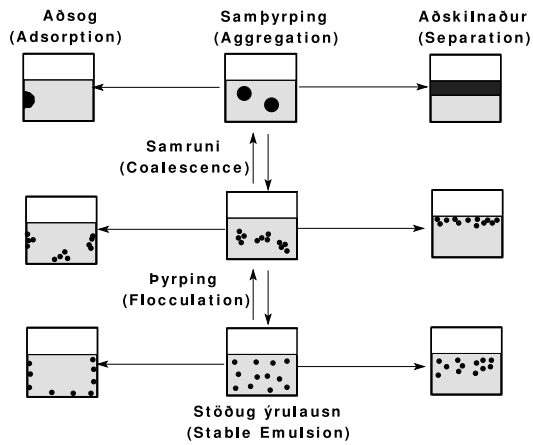 Aðsog
(Adsorption)
Samþyrping
(Aggregation)
Aðskilnaður
(Separation)
Samruni
(Coalescence)
Þyrping
(Flocculation)
Stöðug ýrulausn
(Stable Emulsion)